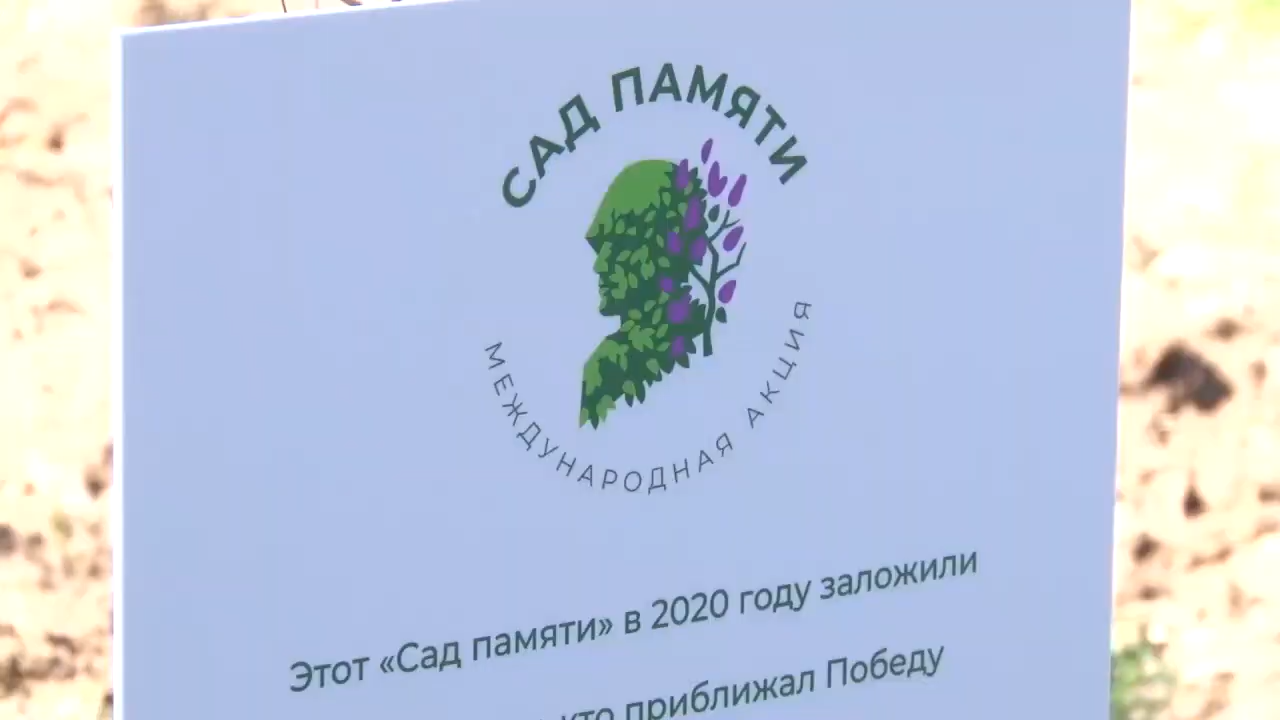 САД ПАМЯТИ
МЕЖДУНАРОДНАЯ АКЦИЯ
Этот «Сад памяти» в 2020 году заложили
кто приближал Победу